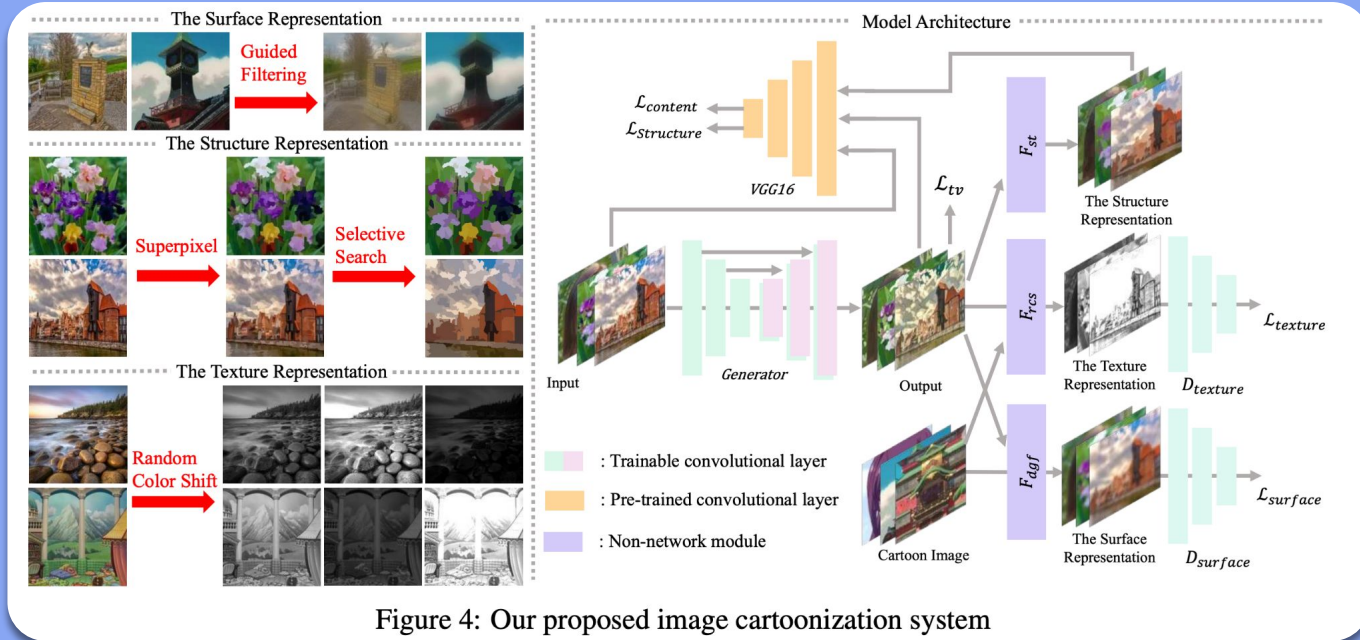 The Surface Representation
Guided
Filtering
The Structure Representation
Superpixel
Selective
Search
The Texture Representation
Random
Color Shift
Model Architecture
ℒcontent
ℒStructure
VGG16
ℒtv
Fst
The Structure
Representation
Input
Generator
Output
Frcs
The Texture
Representation
Dtexture
ℒtexture
: Trainable convolutional layer
: Pre-trained convolutional layer
: Non-network module
Cartoon Image
Fdgf
The Surface
Representation
Dsurface
ℒsurface
Figure 4: Our proposed image cartoonization system